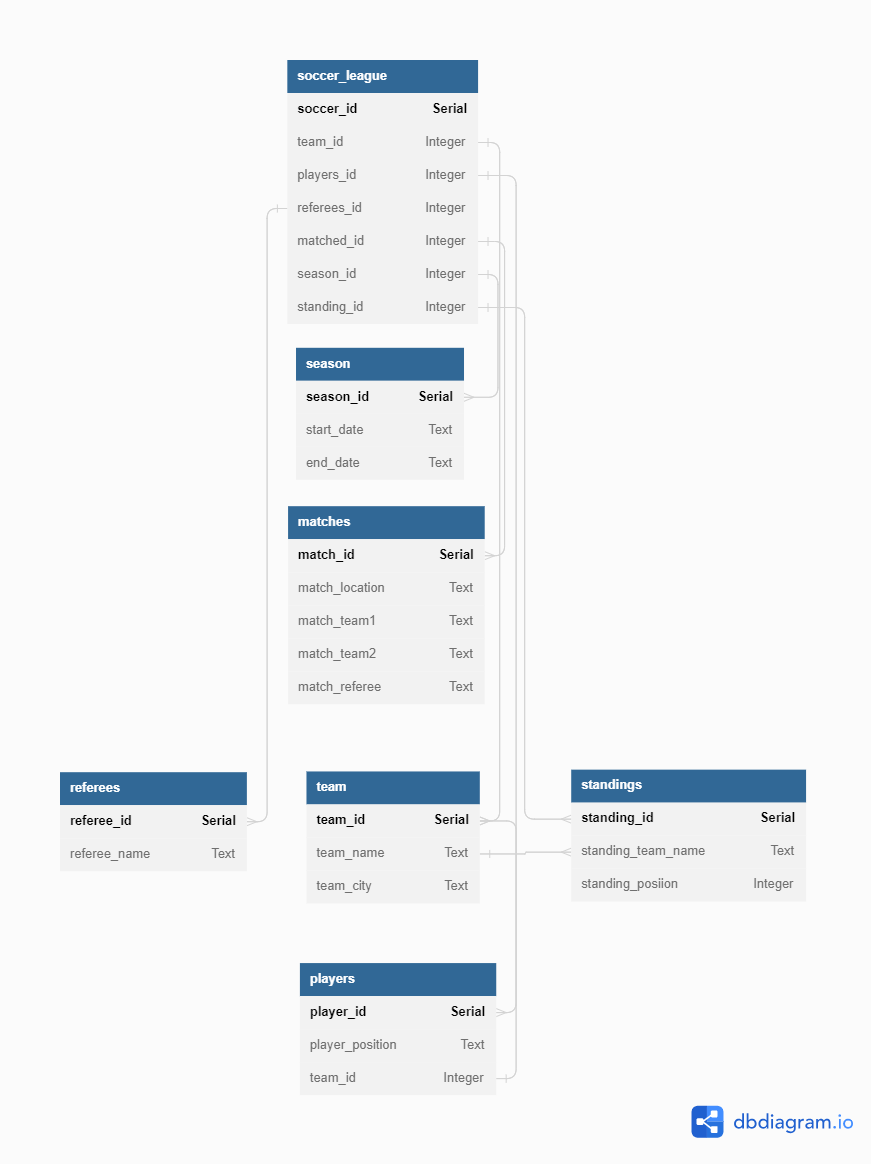 soccer_league
soccer_id Serial
team_id Integer
players_id Integer
referees_id Integer
matched_id Integer
season_id Integer
standing_id Integer
season
season_id Serial
start_date Text
end_date Text
matches
match_id Serial
match_location Text
match_team1 Text
match_team2 Text
match_referee Text
referees
referee_id Serial
referee_name Text
team
team_id Serial
team_name Text
team_city Text
standings
standing_id Serial
standing_team_name Text
standing_posiion Integer
players
player_id Serial
player_position Text
team_id Integer
dbdiagram.io